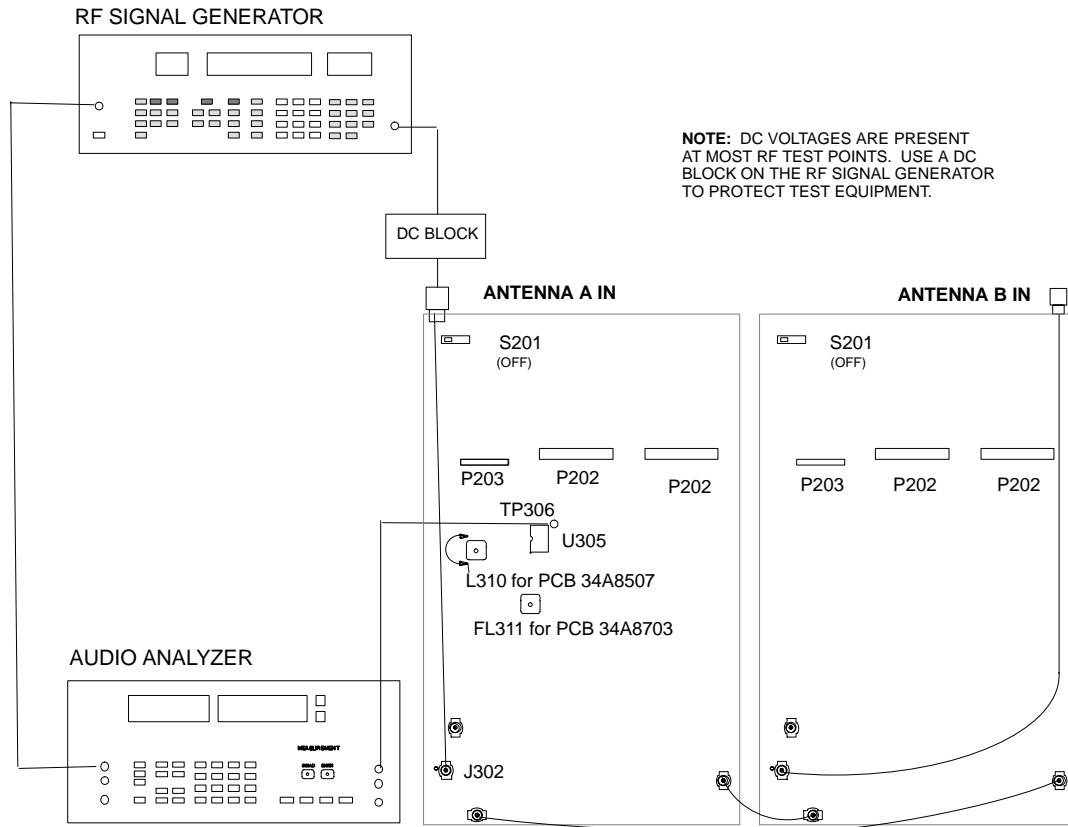 RF SIGNAL GENERATOR
NOTE: DC VOLTAGES ARE PRESENT
AT MOST RF TEST POINTS. USE A DC
BLOCK ON THE RF SIGNAL GENERATOR
TO PROTECT TEST EQUIPMENT.
DC BLOCK
ANTENNA A IN
ANTENNA B IN
S201
(OFF)
S201
(OFF)
P203
P202
P202
P203
P202
P202
TP306
U305
L310 for PCB 34A8507
FL311 for PCB 34A8703
AUDIO ANALYZER
MEASUREMENT
J302